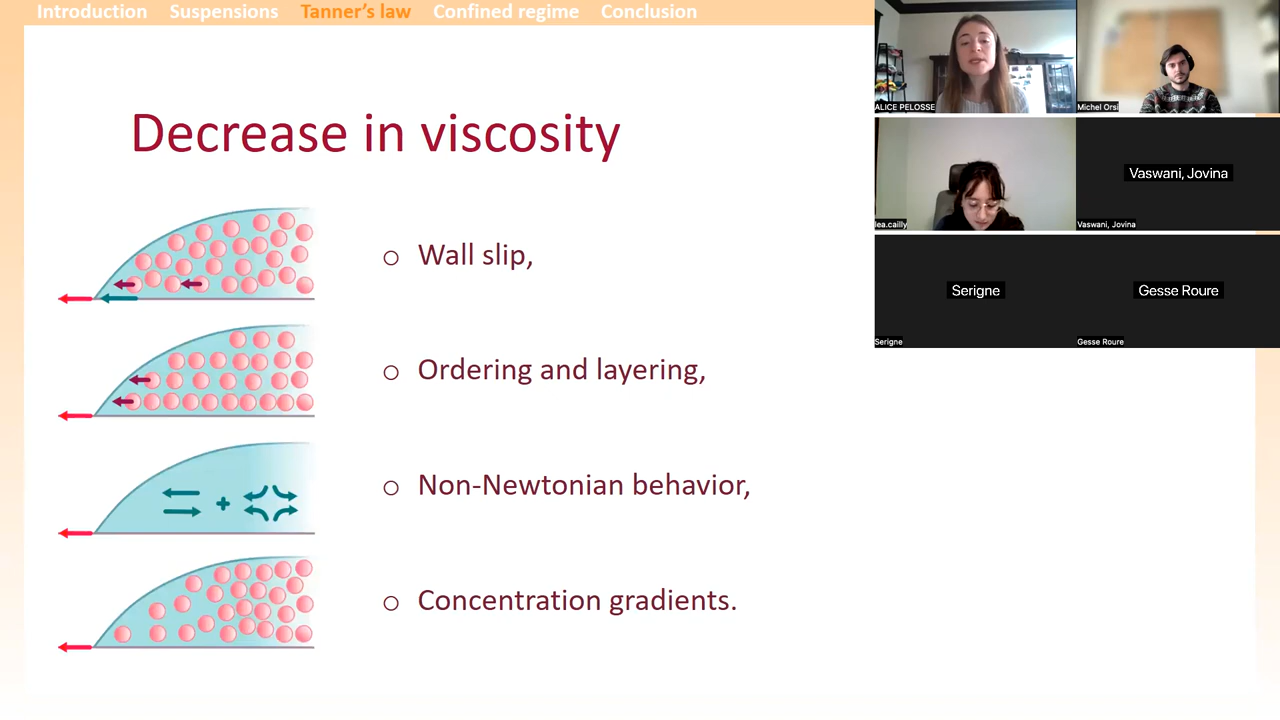 Introduction Suspensions Tanner's law Confined regime Conclusion
Decrease in viscosity
○ Wall slip,
○ Ordering and layering,
○ Non-Newtonian behavior,
○ Concentration gradients.
+
ALICE PELOSSE
Michel Orsi
lea.cailly
Vaswani, Jovina
Vaswani, Jovina
Serigne
Serigne
Gesse Roure
Gesse Roure